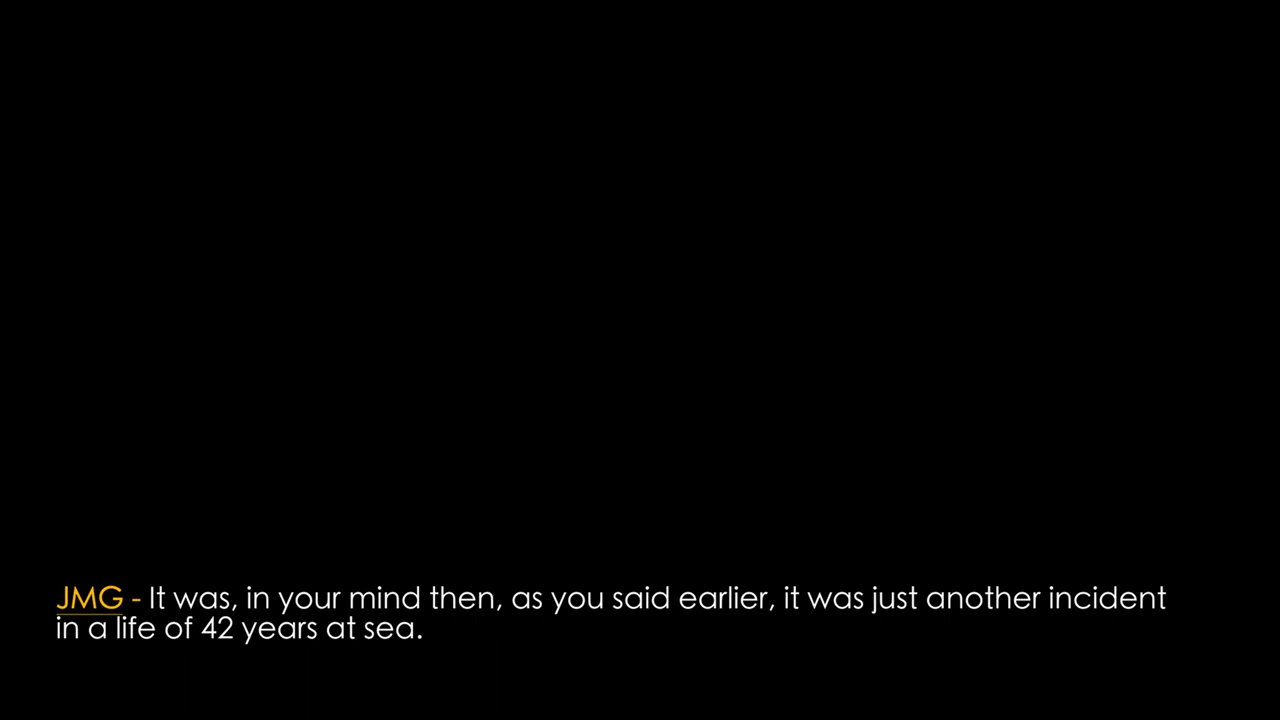 JMG - It was, in your mind then, as you said earlier, it was just another incident
in a life of 42 years at sea.